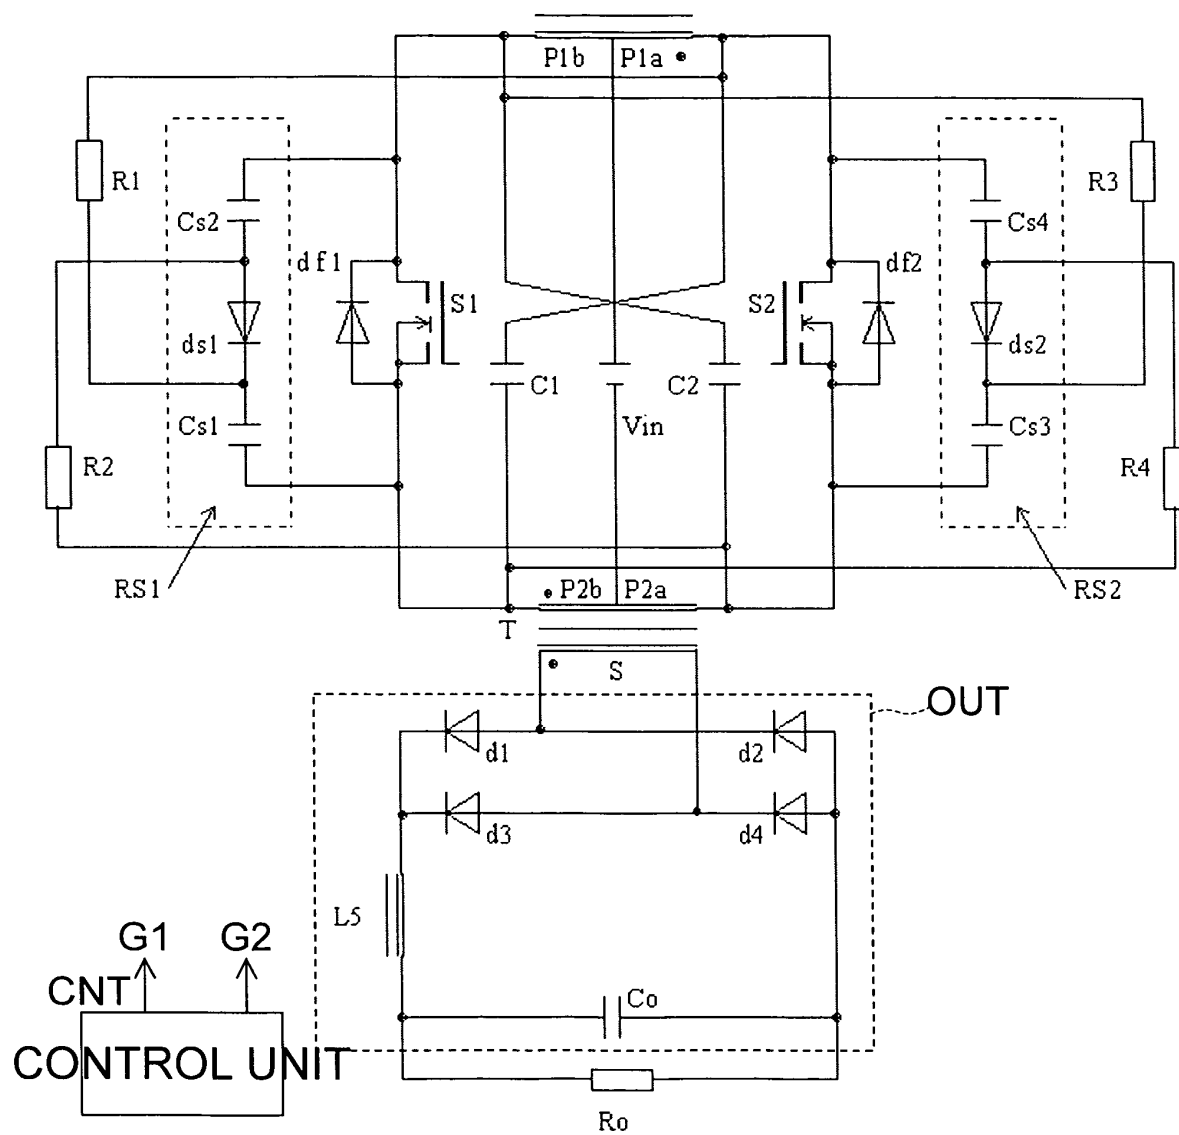 P1b P1a
R1
R3
Cs2
Cs4
df1
df2
S1
S2
ds1
ds2
C1
C2
Vin
Cs1
Cs3
R2
R4
RS1
RS2
P2b P2a
T
S
OUT
d1
d2
d3
d4
L5
G1 G2
CNT
Co
CONTROL UNIT
Ro